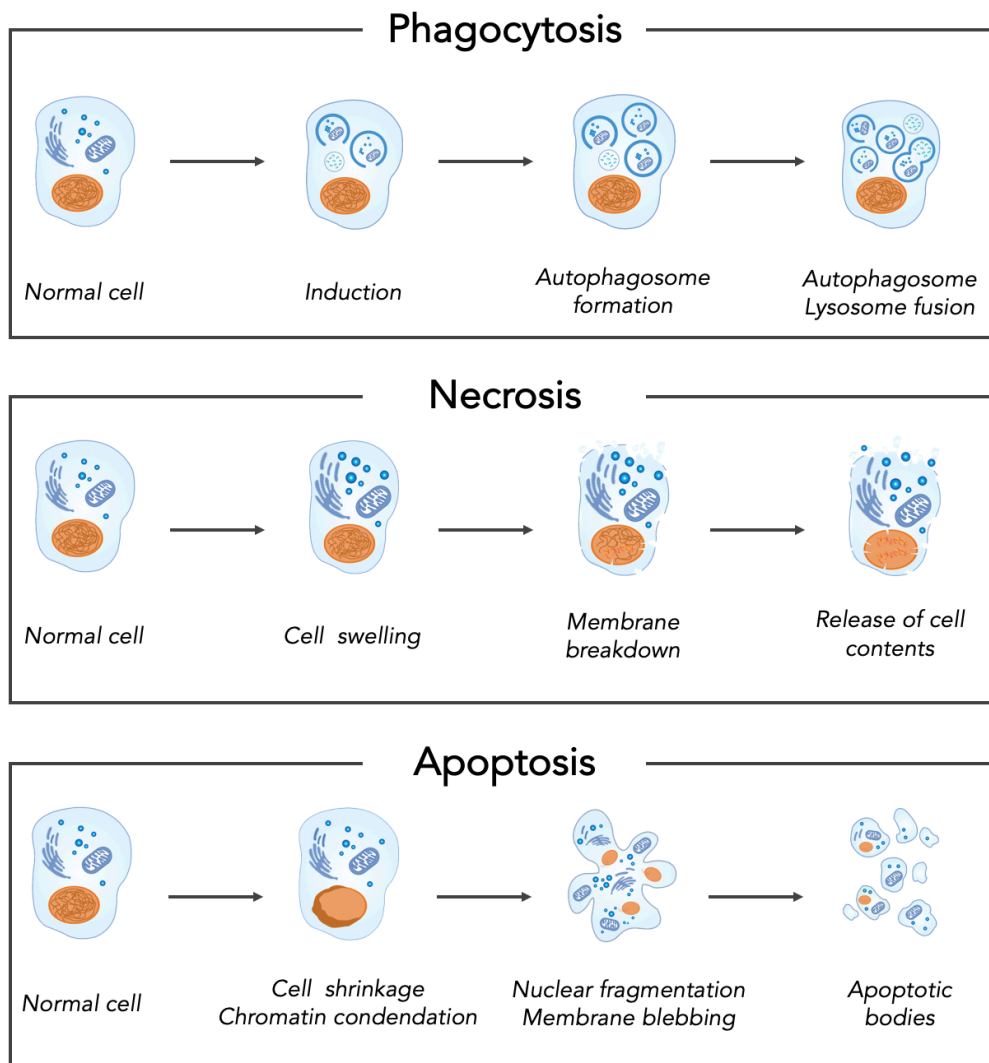 Phagocytosis
Normal cell
Induction
Autophagosome
formation
Autophagosome
Lysosome fusion
Necrosis
Normal cell
Cell swelling
Membrane
breakdown
Release of cell
contents
Apoptosis
Normal cell
Cell shrinkage
Chromatin condendation
Nuclear fragmentation
Membrane blebbing
Apoptotic
bodies